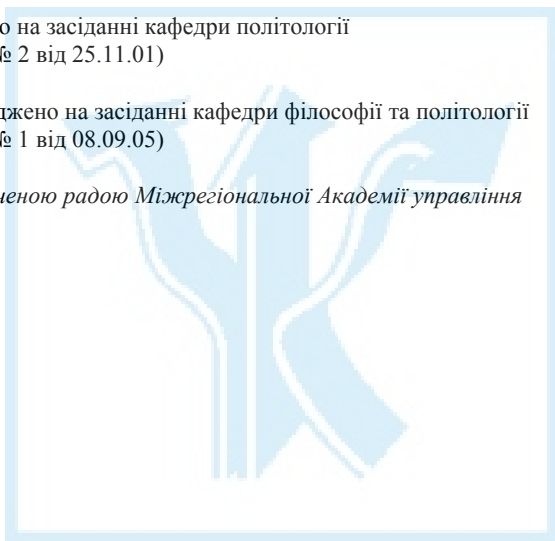 о на засіданні кафедри політології
№ 2 від 25.11.01)
джено на засіданні кафедри філософії та політології
№ 1 від 08.09.05)
ченою радою Міжрегіональної Академії управління